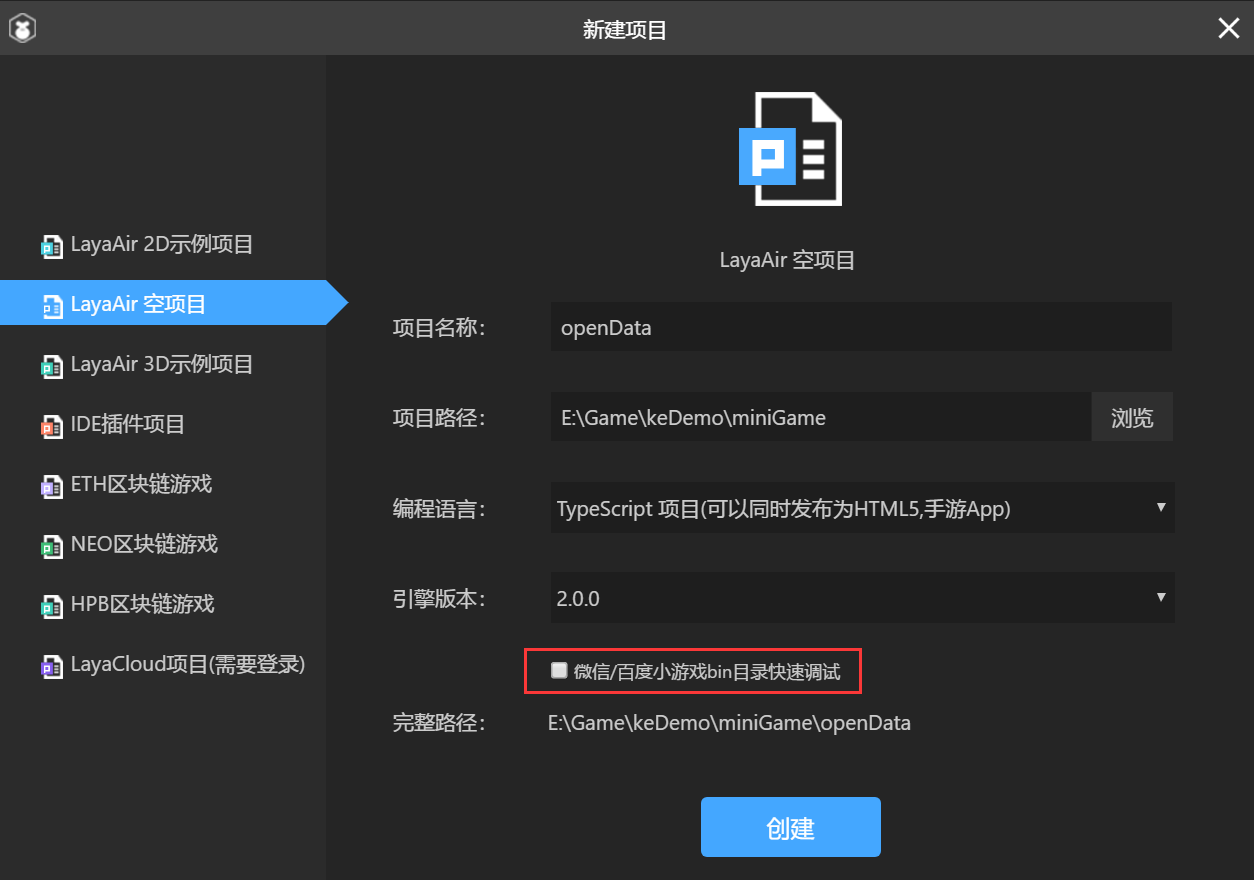 新建项目
LayaAir 2D示例项目
LayaAir 空项目
LayaAir 3D示例项目
IDE插件项目
ETH区块链游戏
NEO区块链游戏
HPB区块链游戏
LayaCloud项目(需要登录)
LayaAir 空项目
项目名称: openData
项目路径: E:\Game\keDemo\miniGame 浏览
编程语言: TypeScript 项目(可以同时发布为HTML5,手游App)
引擎版本: 2.0.0
微信/百度小游戏bin目录快速调试
完整路径: E:\Game\keDemo\miniGame\openData
创建